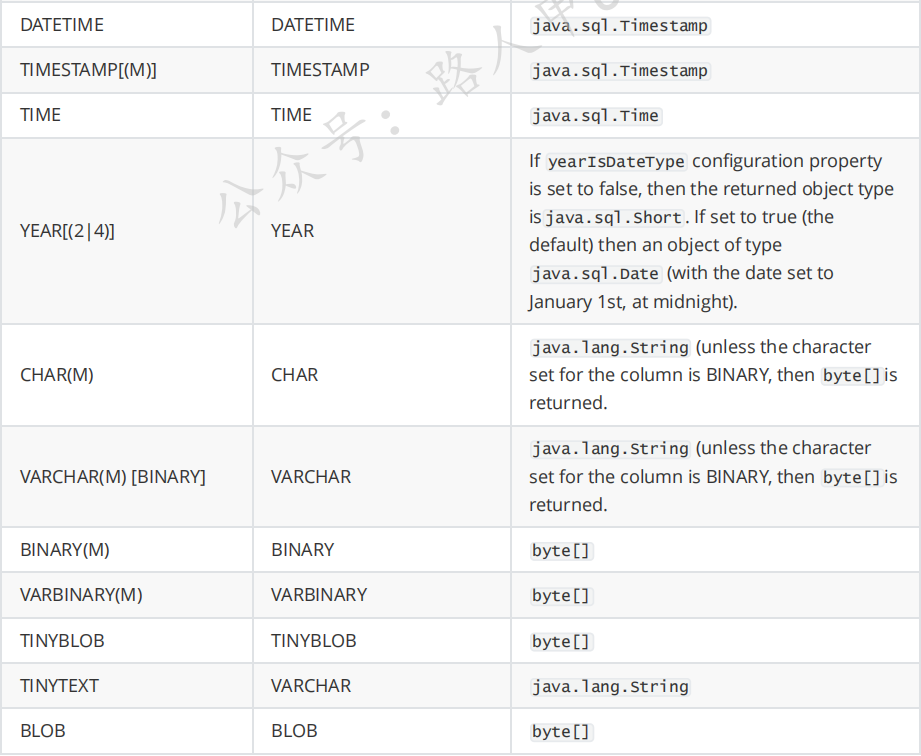 DATETIME DATETIME java.sql.Timestamp
TIMESTAMP[(M)] TIMESTAMP java.sql.Timestamp
TIME TIME java.sql.Time
YEAR[(2|4)] YEAR If yearIsDateType configuration property
is set to false, then the returned object type
is java.sql.Short. If set to true (the
default) then an object of type
java.sql.Date (with the date set to
January 1st, at midnight).
CHAR(M) CHAR java.lang.String (unless the character
set for the column is BINARY, then byte[] is
returned.
VARCHAR(M) [BINARY] VARCHAR java.lang.String (unless the character
set for the column is BINARY, then byte[] is
returned.
BINARY(M) BINARY byte[]
VARBINARY(M) VARBINARY byte[]
TINYBLOB TINYBLOB byte[]
TINYTEXT VARCHAR java.lang.String
BLOB BLOB byte[]
公众号：路人